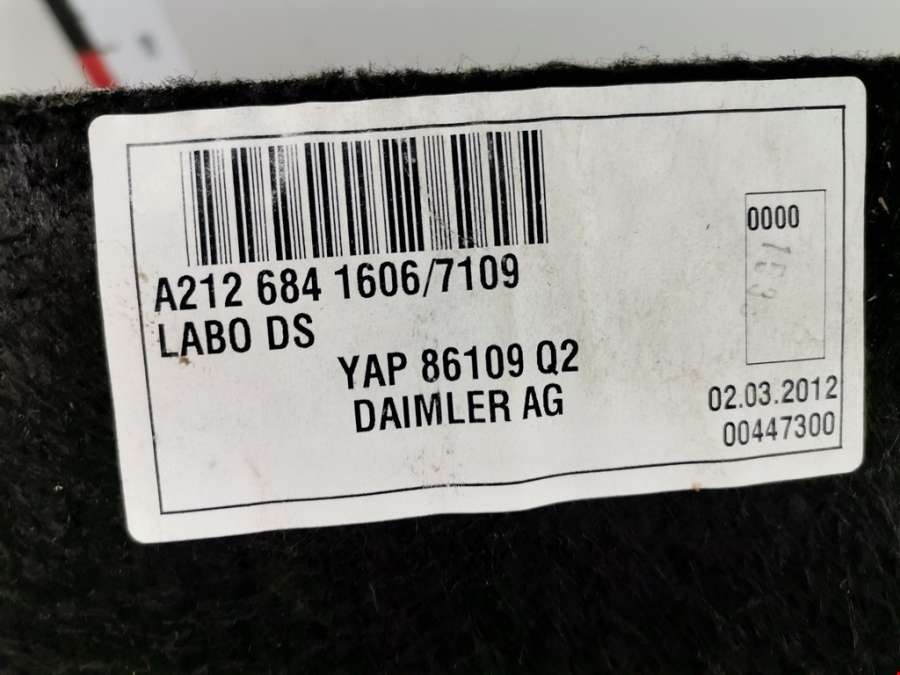 A212 684 1606/7109
LABO DS
YAP 86109 Q2
DAIMLER AG
0000
02.03.2012
00447300